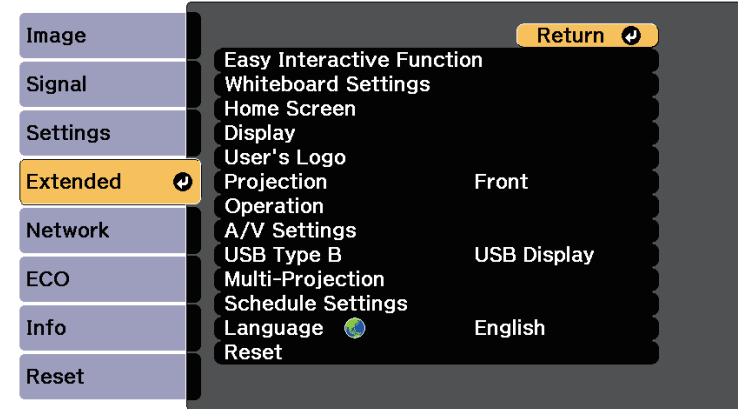 Image
Signal
Settings
Extended
Network
ECO
Info
Reset
Return
Easy Interactive Function
Whiteboard Settings
Home Screen
Display
User's Logo
Projection Front
Operation
A/V Settings
USB Type B USB Display
Multi-Projection
Schedule Settings
Language English
Reset